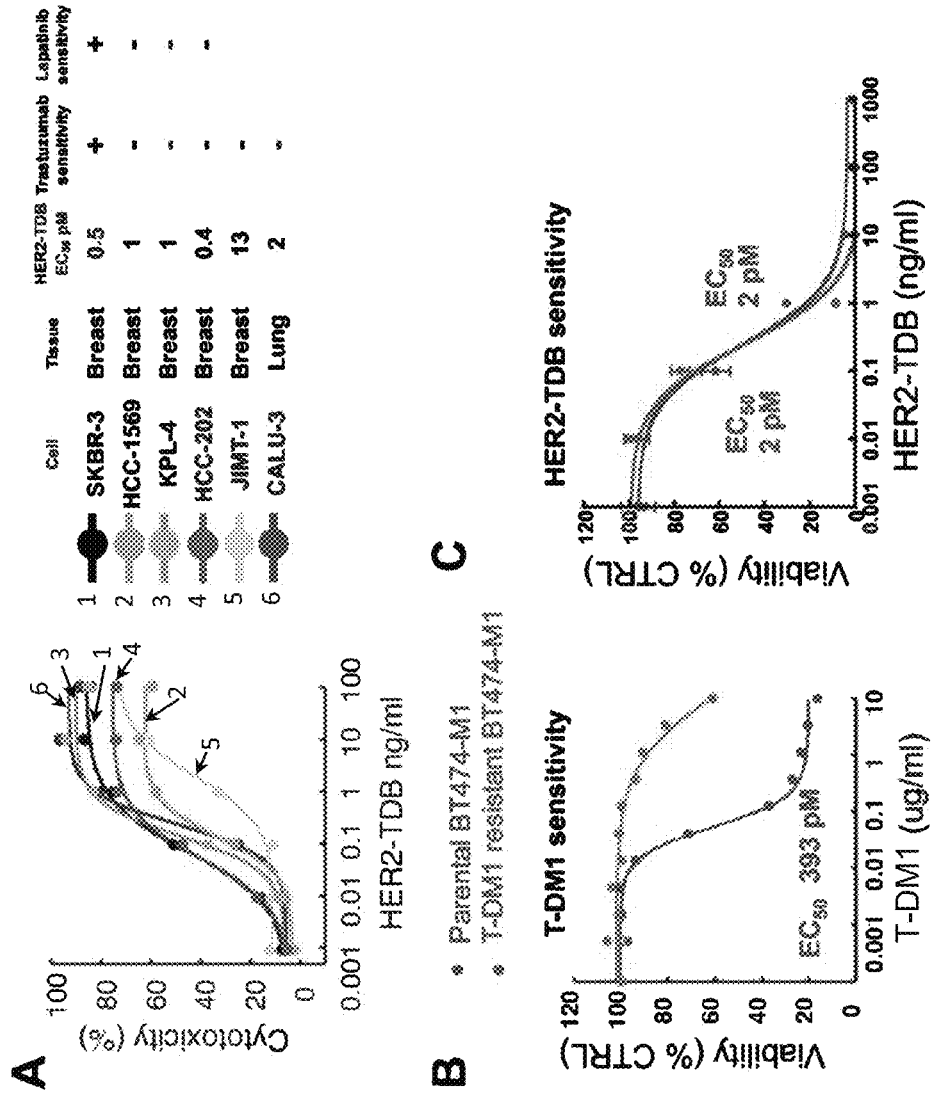 A
Cytotoxicity (%)
100
80
60
40
20
0
0.001 0.01 0.1 1 10 100
HER2-TDB ng/ml
6
3
1
4
2
5
Cell Tissue HER2-TDB EC50 pM Trastuzumab sensitivity Lapatinib sensitivity
1 SKBR-3 Breast 0.5 + +
2 HCC-1569 Breast 1 - -
3 KPL-4 Breast 1 - -
4 HCC-202 Breast 0.4 - -
5 JIMT-1 Breast 13 -
6 CALU-3 Lung 2 -
B
Parental BT474-M1
T-DM1 resistant BT474-M1
T-DM1 sensitivity
Viability (% CTRL)
120
100
80
60
40
20
0
EC50 393 pM
0.001 0.01 0.1 1 10
T-DM1 (ug/ml)
C
HER2-TDB sensitivity
Viability (% CTRL)
120
100
80
60
40
20
0
EC50
2 pM
EC50
2 pM
0.001 0.01 0.1 1 10 100 1000
HER2-TDB (ng/ml)